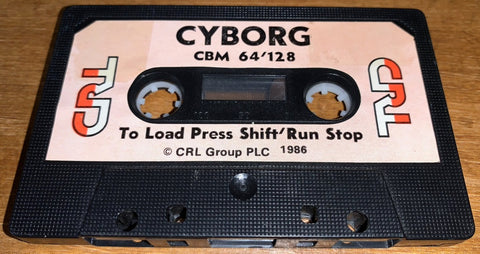 CYBORG
CBM 64'128
CRL
CRL
To Load Press Shift'Run Stop
© CRL Group PLC 1986